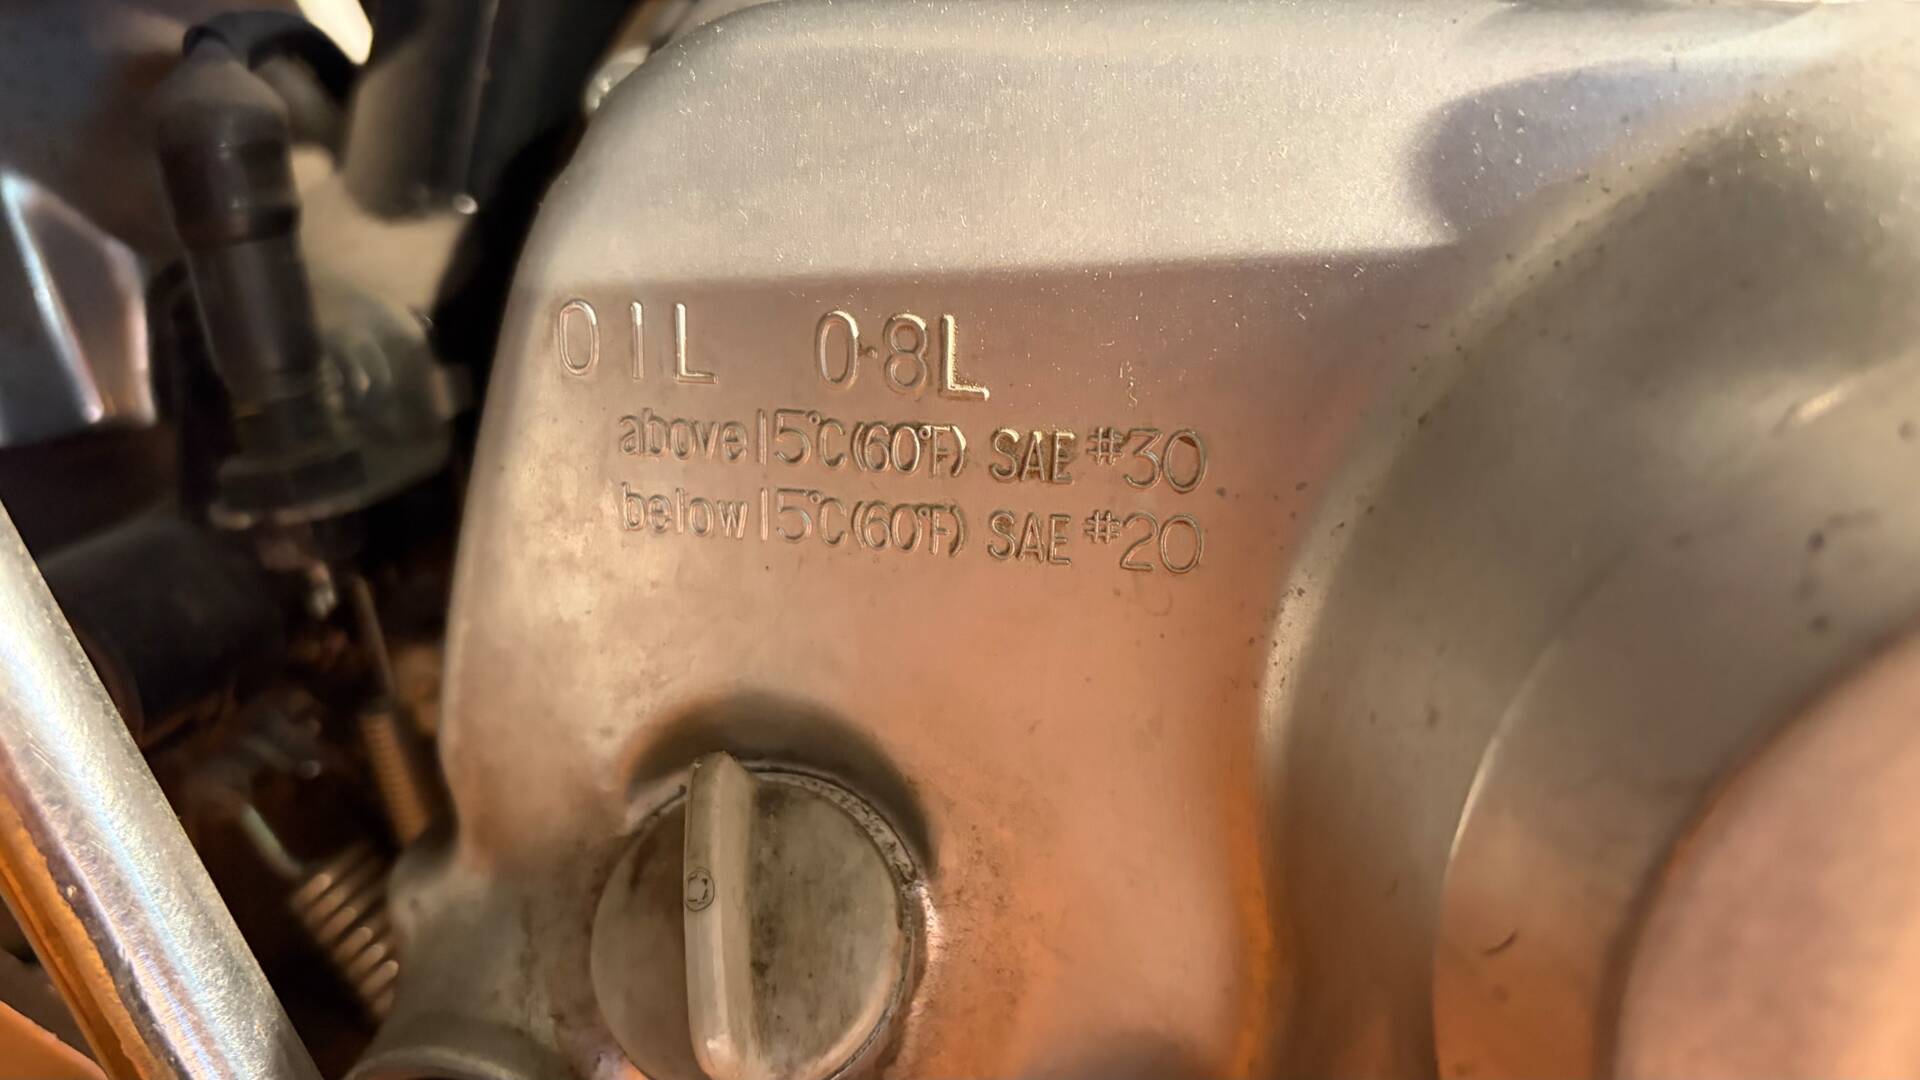 OIL 0.8L
above 15°C(60°F) SAE #30
below 15°C(60°F) SAE #20